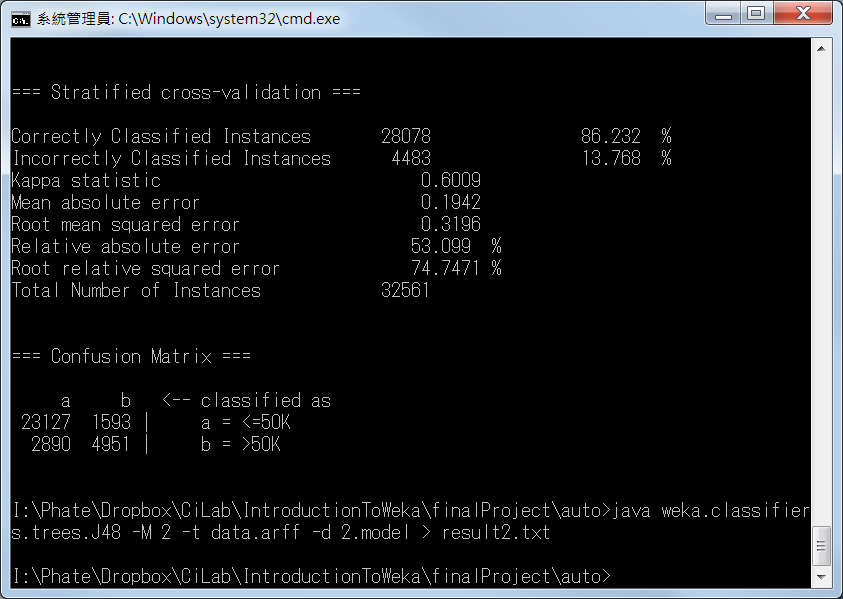 系統管理員: C:\Windows\system32\cmd.exe
=== Stratified cross-validation ===
Correctly Classified Instances 28078 86.232 %
Incorrectly Classified Instances 4483 13.768 %
Kappa statistic 0.6009
Mean absolute error 0.1942
Root mean squared error 0.3196
Relative absolute error 53.099 %
Root relative squared error 74.7471 %
Total Number of Instances 32561
=== Confusion Matrix ===
a b <-- classified as
23127 1593 | a = <=50K
2890 4951 | b = >50K
I:\Phate\Dropbox\CiLab\IntroductionToWeka\finalProject\auto>java weka.classifier
s.trees.J48 -M 2 -t data.arff -d 2.model > result2.txt
I:\Phate\Dropbox\CiLab\IntroductionToWeka\finalProject\auto>